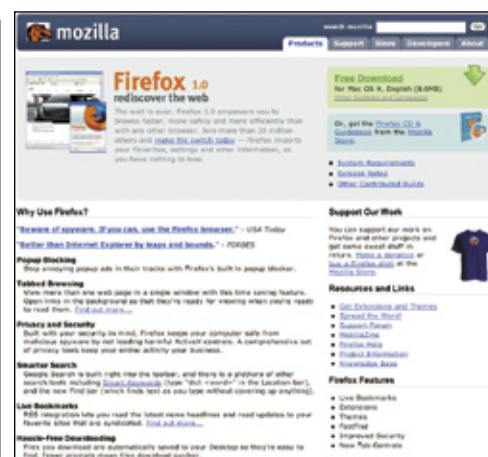 mozilla
search mozilla
Go
Products Support Store Developers About
Firefox 1.0
rediscover the web
The wait is over. Firefox 1.0 empowers you to
browse faster, more safely and more efficiently than
with any other browser. Join more than 20 million
others and make the switch today — Firefox imports
your Favorites, settings and other information, so
you have nothing to lose.
Free Download
for Mac OS X, English (8.6MB)
Other Systems and Languages
Or, get the Firefox CD &
Guidebook from the Mozilla
Store.
System Requirements
Release Notes
Other Contributed Builds
Why Use Firefox?
"Beware of spyware. If you can, use the Firefox browser." - USA Today
"Better than Internet Explorer by leaps and bounds." - FORBES
Popup Blocking
Stop annoying popup ads in their tracks with Firefox's built in popup blocker.
Tabbed Browsing
View more than one web page in a single window with this time saving feature.
Open links in the background so that they're ready for viewing when you're ready
to read them. Find out more...
Privacy and Security
Built with your security in mind, Firefox keeps your computer safe from
malicious spyware by not loading harmful ActiveX controls. A comprehensive set
of privacy tools keep your online activity your business.
Smarter Search
Google Search is built right into the toolbar, and there is a plethora of other
search tools including Smart Keywords (type "dict <word>" in the Location bar),
and the new Find bar (which finds text as you type without covering up anything).
Live Bookmarks
RSS integration lets you read the latest news headlines and read updates to your
favorite sites that are syndicated. Find out more...
Hassle-Free Downloading
Files you download are automatically saved to your Desktop so they're easy to
find. Fewer prompts mean files download quicker.
Support Our Work
You can support our work on
Firefox and other projects and
get some sweet stuff in
return. Make a donation or
buy a Firefox shirt at the
Mozilla Store.
Resources and Links
Get Extensions and Themes
Spread the Word!
Support Forum
MozillaZine
Firefox Help
Project Information
Knowledge Base
Firefox Features
Live Bookmarks
Extensions
Themes
FastFind
Improved Security
New Tab Controls